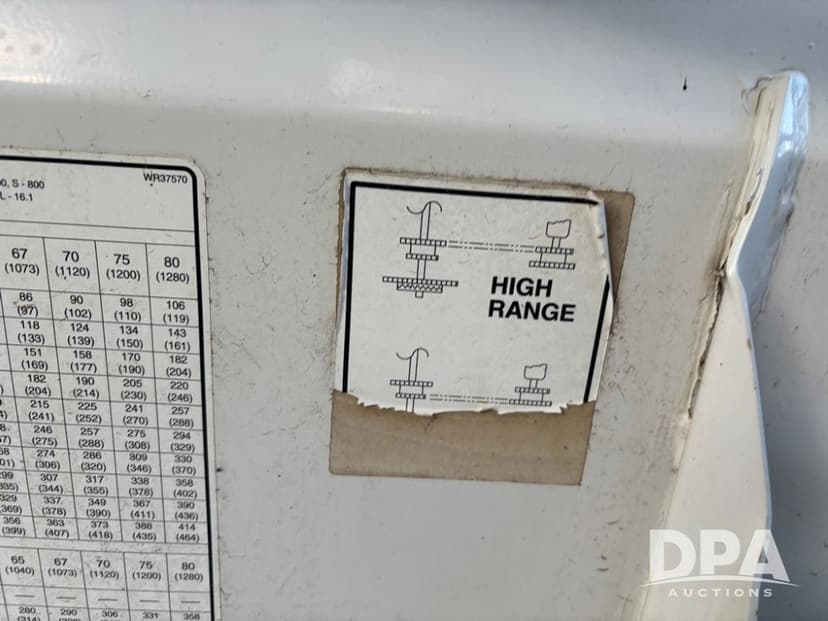 WR37570
0, S - 800
L - 16.1
67 70 75 80
(1073) (1120) (1200) (1280)
86 90 98 106
(97) (102) (110) (119)
118 124 134 143
(133) (139) (150) (161)
151 158 170 182
(169) (177) (190) (204)
182 190 205 220
(204) (214) (230) (246)
215 225 241 257
(241) (252) (270) (288)
246 257 275 294
(275) (288) (308) (329)
274 286 309 330
(306) (320) (346) (370)
307 317 338 358
(344) (355) (378) (402)
337 349 367 390
(378) (390) (411) (436)
356 363 373 388 414
(399) (407) (418) (435) (464)
65 67 70 75 80
(1040) (1073) (1120) (1200) (1280)
280 290 306 331 358
HIGH
RANGE
DPA
AUCTIONS